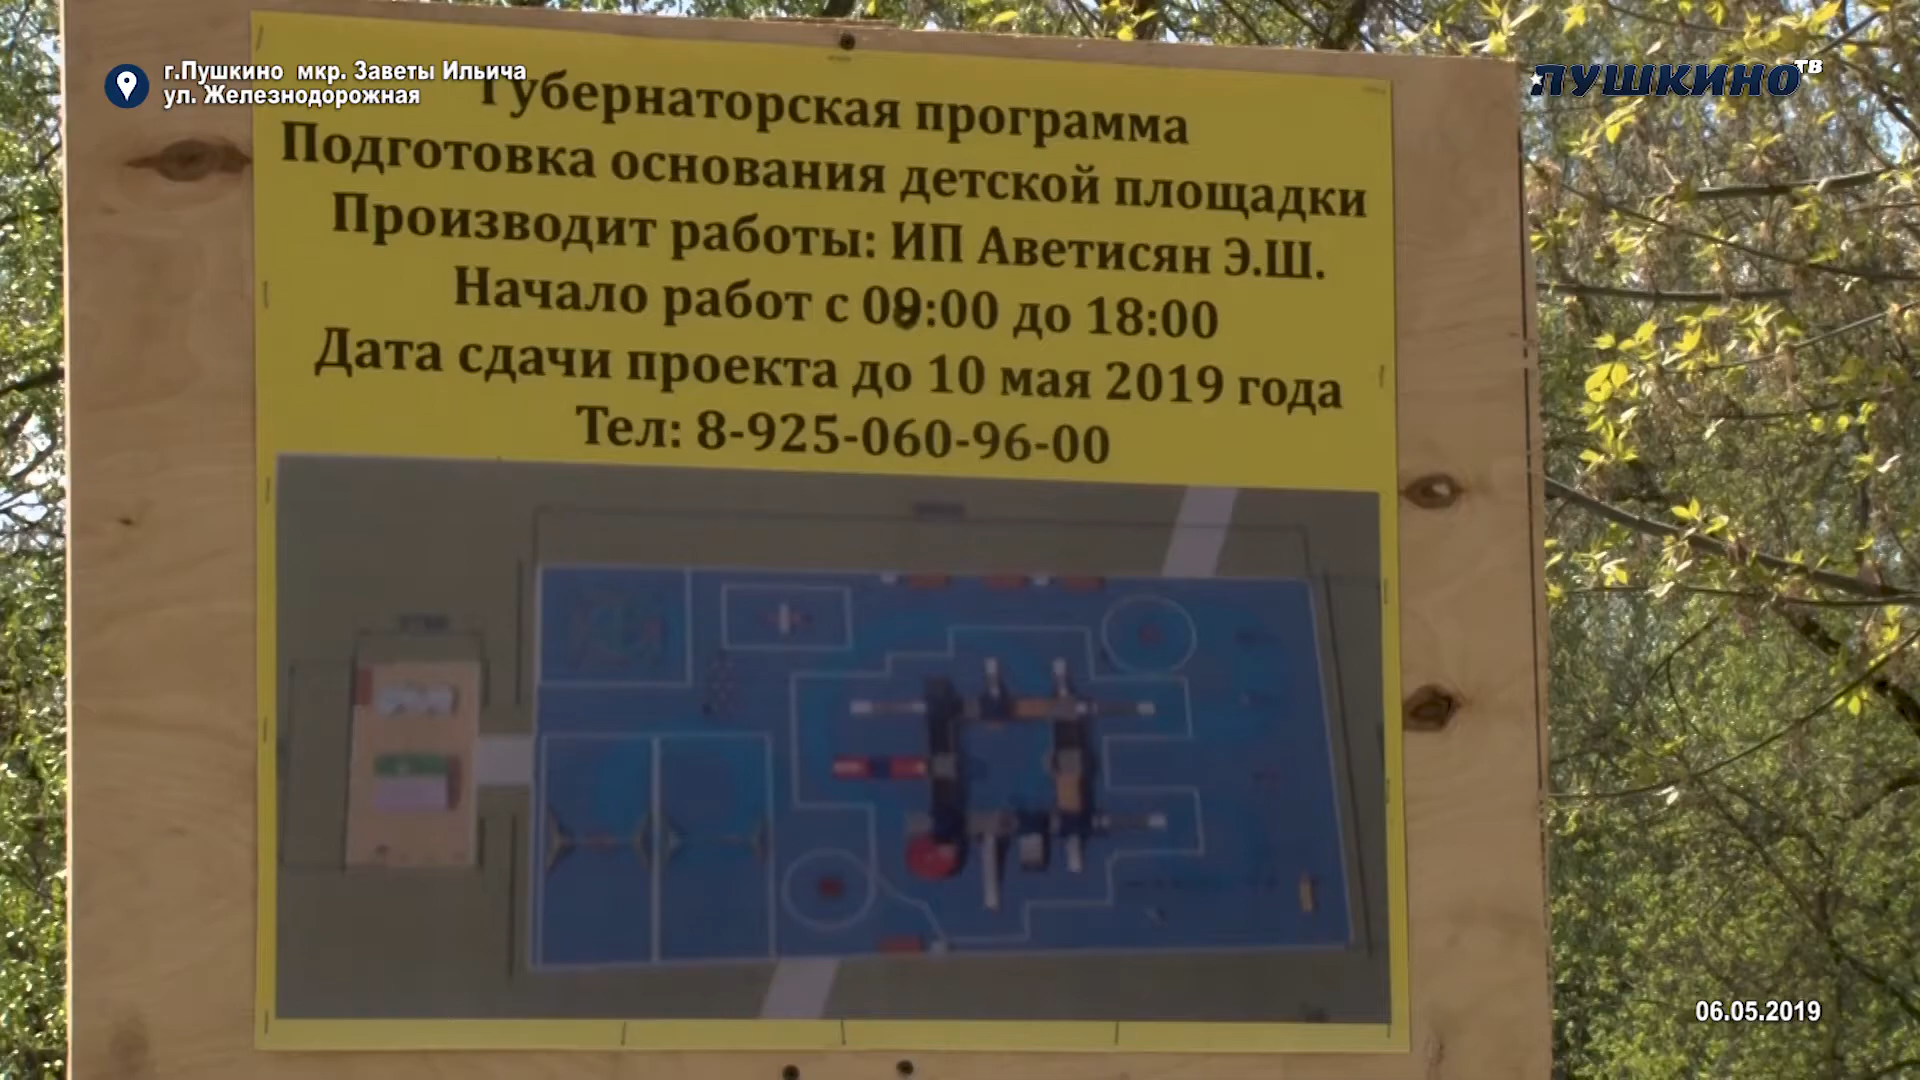 г.Пушкино мкр. Заветы Ильича
ул. Железнодорожная
ПУШКИНО ТВ
Губернаторская программа
Подготовка основания детской площадки
Производит работы: ИП Аветисян Э.Ш.
Начало работ с 09:00 до 18:00
Дата сдачи проекта до 10 мая 2019 года
Тел: 8-925-060-96-00
06.05.2019